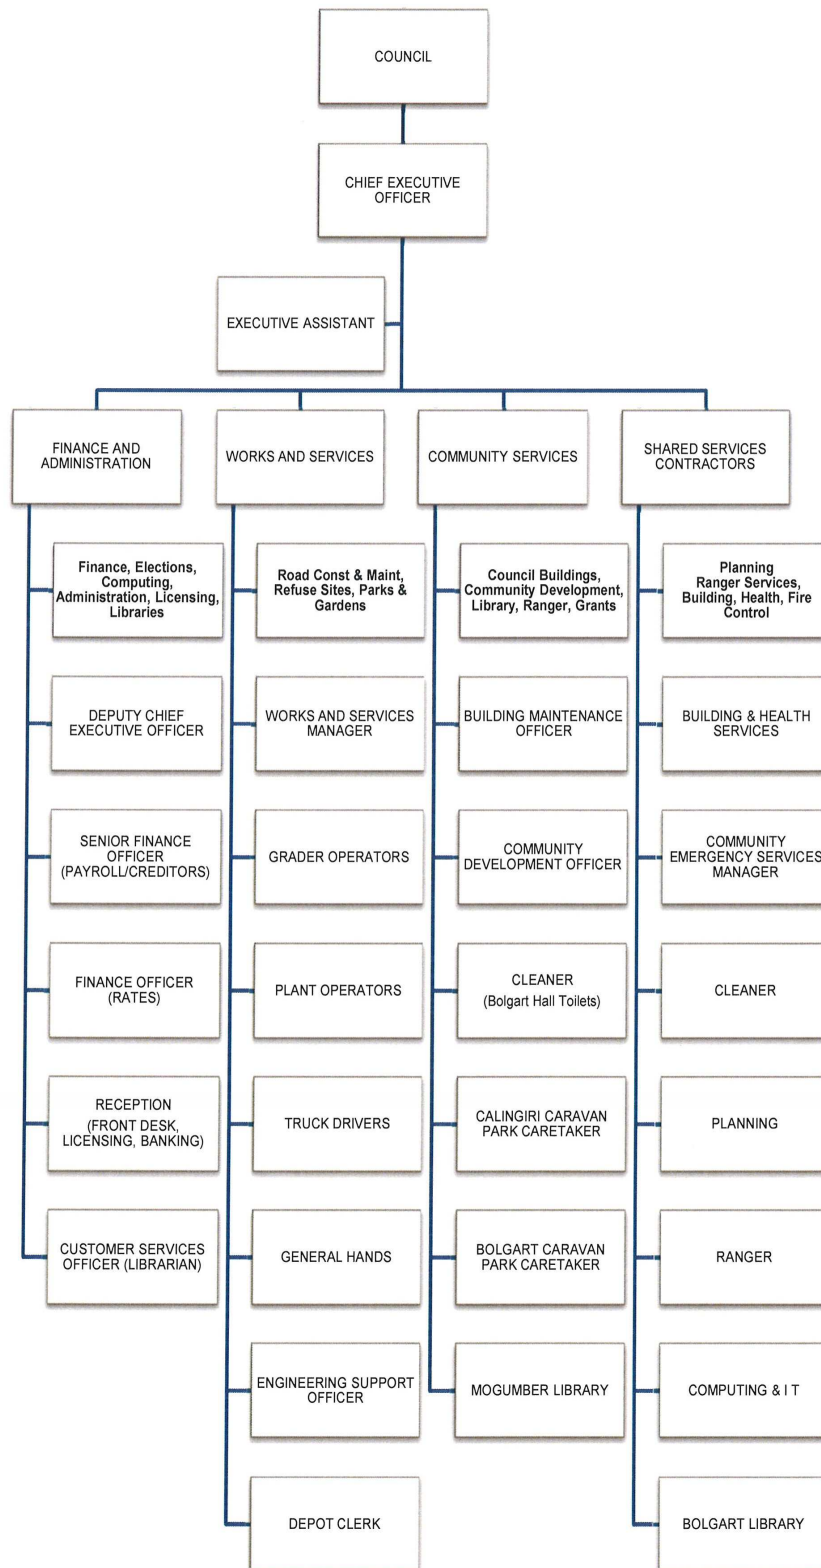 COUNCIL
CHIEF EXECUTIVE
OFFICER
EXECUTIVE ASSISTANT
FINANCE AND
ADMINISTRATION
WORKS AND SERVICES
COMMUNITY SERVICES
SHARED SERVICES
CONTRACTORS
Finance, Elections,
Computing,
Administration, Licensing,
Libraries
Road Const & Maint,
Refuse Sites, Parks &
Gardens
Council Buildings,
Community Development,
Library, Ranger, Grants
Planning
Ranger Services,
Building, Health, Fire
Control
DEPUTY CHIEF
EXECUTIVE OFFICER
WORKS AND SERVICES
MANAGER
BUILDING MAINTENANCE
OFFICER
BUILDING & HEALTH
SERVICES
SENIOR FINANCE
OFFICER
(PAYROLL/CREDITORS)
GRADER OPERATORS
COMMUNITY
DEVELOPMENT OFFICER
COMMUNITY
EMERGENCY SERVICES
MANAGER
FINANCE OFFICER
(RATES)
PLANT OPERATORS
CLEANER
(Bolgart Hall Toilets)
CLEANER
RECEPTION
(FRONT DESK,
LICENSING, BANKING)
TRUCK DRIVERS
CALINGIRI CARAVAN
PARK CARETAKER
PLANNING
CUSTOMER SERVICES
OFFICER (LIBRARIAN)
GENERAL HANDS
BOLGART CARAVAN
PARK CARETAKER
RANGER
ENGINEERING SUPPORT
OFFICER
MOGUMBER LIBRARY
COMPUTING & I T
DEPOT CLERK
BOLGART LIBRARY